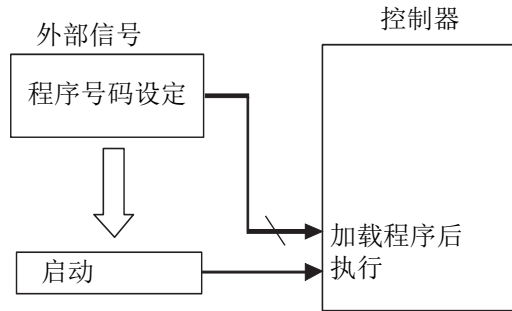 控制器
外部信号
程序号码设定
加载程序后
执行
启动